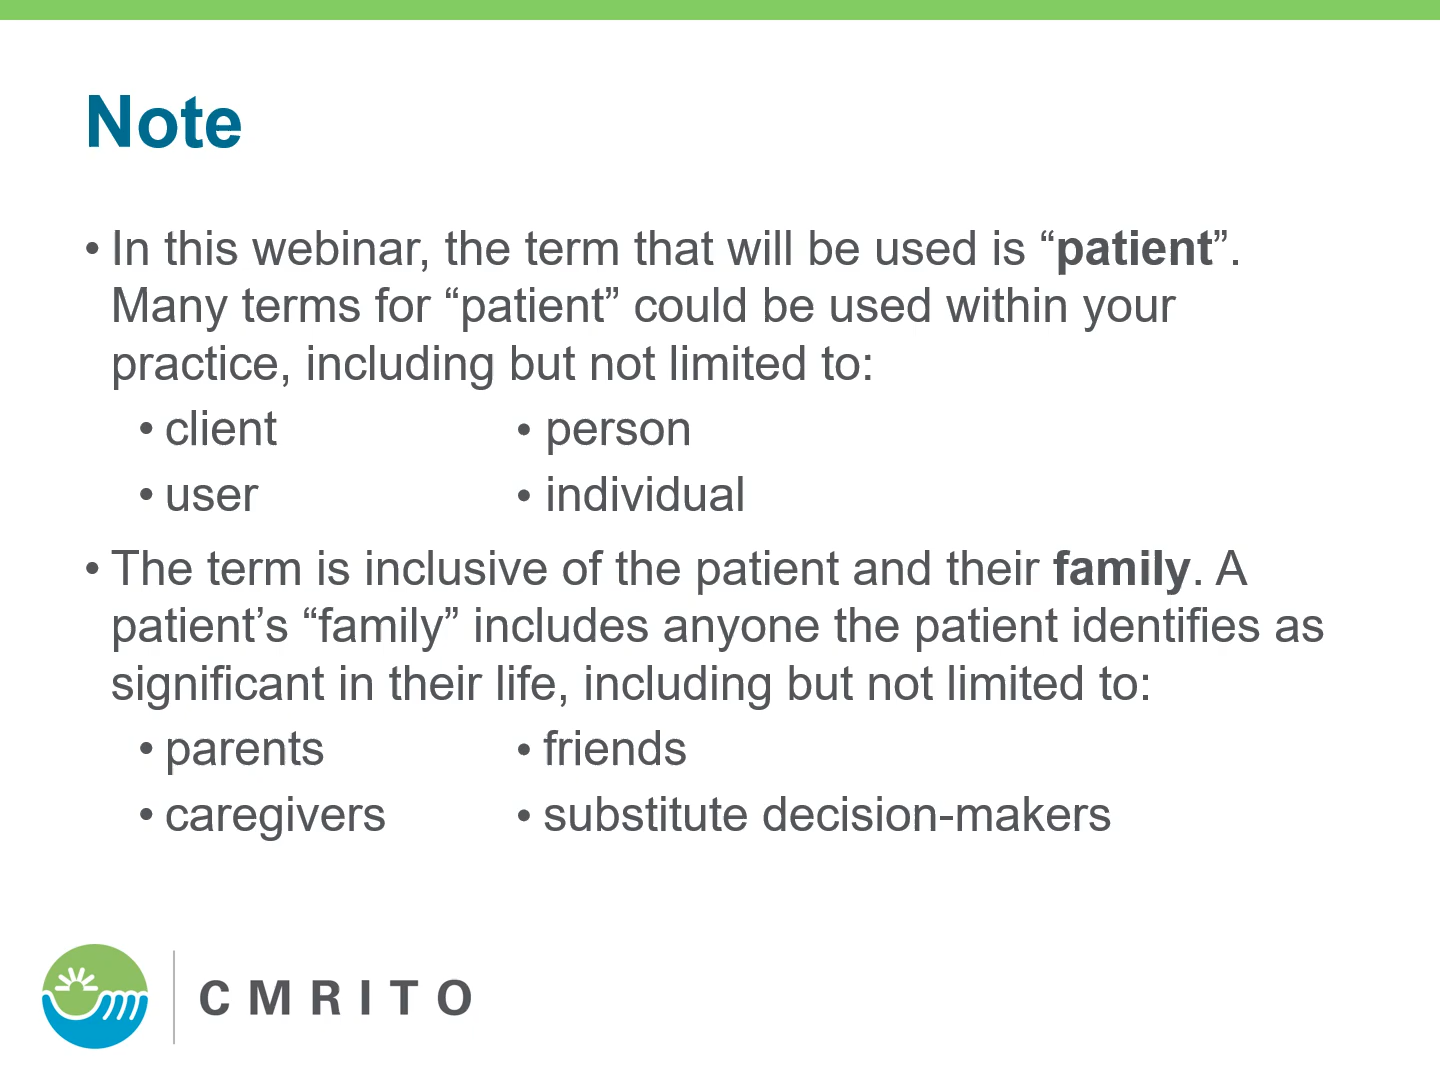 Note
• In this webinar, the term that will be used is “patient”.
Many terms for “patient” could be used within your
practice, including but not limited to:
• client • person
• user • individual
• The term is inclusive of the patient and their family. A
patient’s “family” includes anyone the patient identifies as
significant in their life, including but not limited to:
• parents • friends
• caregivers • substitute decision-makers
CMRITO